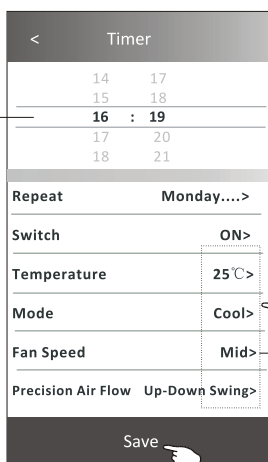 < Timer
14 17
15 18
16 : 19
17 20
18 21
Repeat Monday....>
Switch ON>
Temperature 25℃>
Mode Cool>
Fan Speed Mid>
Precision Air Flow Up-Down Swing>
Save